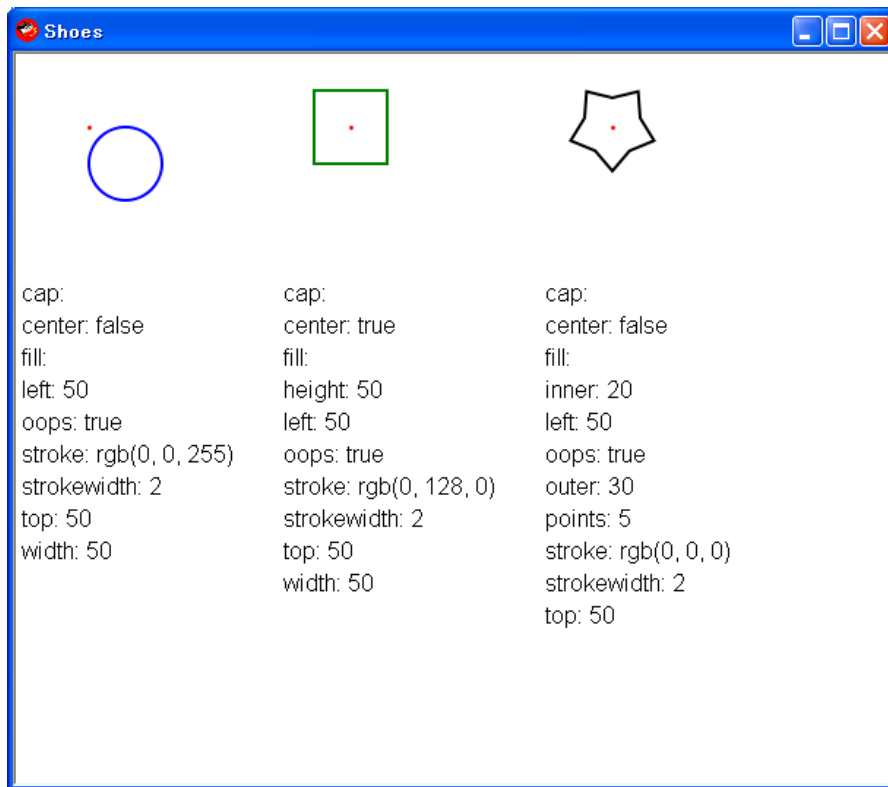 Shoes
cap:
center: false
fill:
left: 50
oops: true
stroke: rgb(0, 0, 255)
strokewidth: 2
top: 50
width: 50
cap:
center: true
fill:
height: 50
left: 50
oops: true
stroke: rgb(0, 128, 0)
strokewidth: 2
top: 50
width: 50
cap:
center: false
fill:
inner: 20
left: 50
oops: true
outer: 30
points: 5
stroke: rgb(0, 0, 0)
strokewidth: 2
top: 50